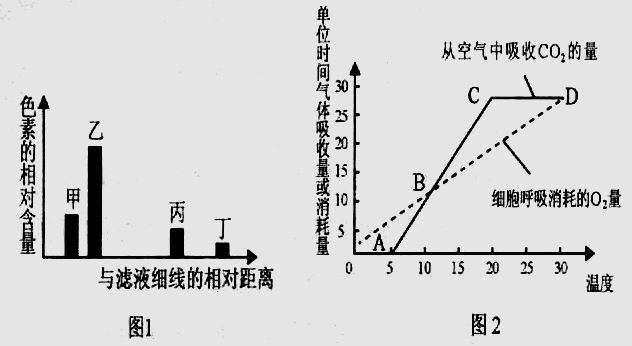 色素的相对含量
甲
乙
丙
丁
与滤液细线的相对距离
图1
单位时间气体吸收量或消耗量
从空气中吸收CO₂的量
细胞呼吸消耗的O₂量
30
25
20
15
10
5
A
B
C
D
0 5 10 15 20 25 30
温度
图2